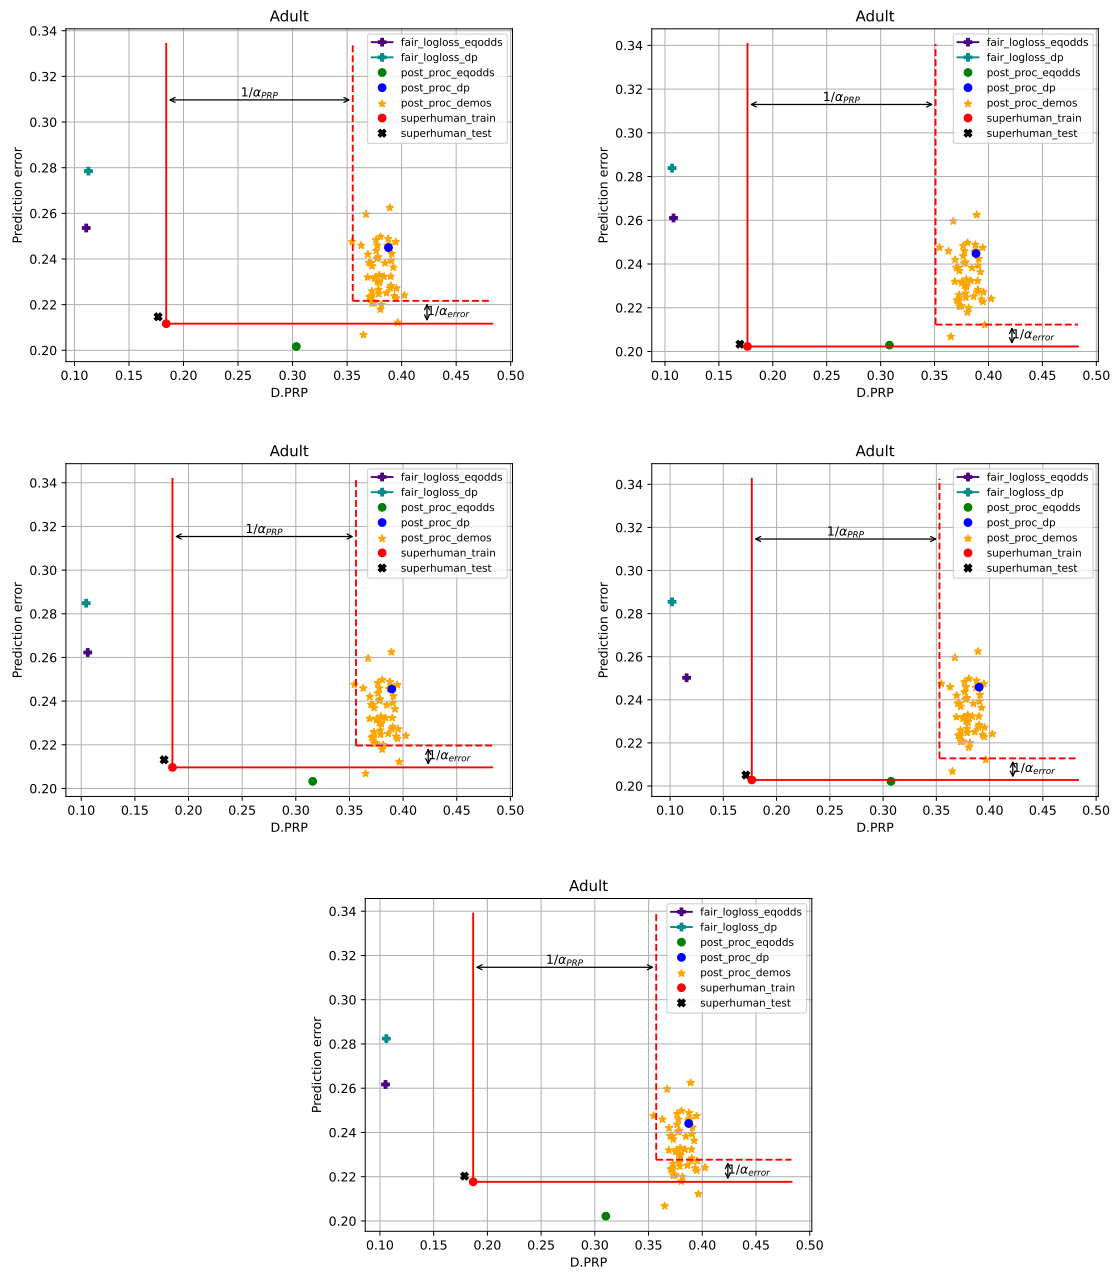 Adult
0.34
0.32
0.30
0.28
0.26
0.24
0.22
0.20
Prediction error
0.10 0.15 0.20 0.25 0.30 0.35 0.40 0.45 0.50
D.PRP
fair_logloss_eqodds
fair_logloss_dp
post_proc_eqodds
post_proc_dp
post_proc_demos
superhuman_train
superhuman_test
1/α_PRP
1/α_error
Adult
0.34
0.32
0.30
0.28
0.26
0.24
0.22
0.20
Prediction error
0.10 0.15 0.20 0.25 0.30 0.35 0.40 0.45 0.50
D.PRP
fair_logloss_eqodds
fair_logloss_dp
post_proc_eqodds
post_proc_dp
post_proc_demos
superhuman_train
superhuman_test
1/α_PRP
1/α_error
Adult
0.34
0.32
0.30
0.28
0.26
0.24
0.22
0.20
Prediction error
0.10 0.15 0.20 0.25 0.30 0.35 0.40 0.45 0.50
D.PRP
fair_logloss_eqodds
fair_logloss_dp
post_proc_eqodds
post_proc_dp
post_proc_demos
superhuman_train
superhuman_test
1/α_PRP
1/α_error
Adult
0.34
0.32
0.30
0.28
0.26
0.24
0.22
0.20
Prediction error
0.10 0.15 0.20 0.25 0.30 0.35 0.40 0.45 0.50
D.PRP
fair_logloss_eqodds
fair_logloss_dp
post_proc_eqodds
post_proc_dp
post_proc_demos
superhuman_train
superhuman_test
1/α_PRP
1/α_error
Adult
0.34
0.32
0.30
0.28
0.26
0.24
0.22
0.20
Prediction error
0.10 0.15 0.20 0.25 0.30 0.35 0.40 0.45 0.50
D.PRP
fair_logloss_eqodds
fair_logloss_dp
post_proc_eqodds
post_proc_dp
post_proc_demos
superhuman_train
superhuman_test
1/α_PRP
1/α_error